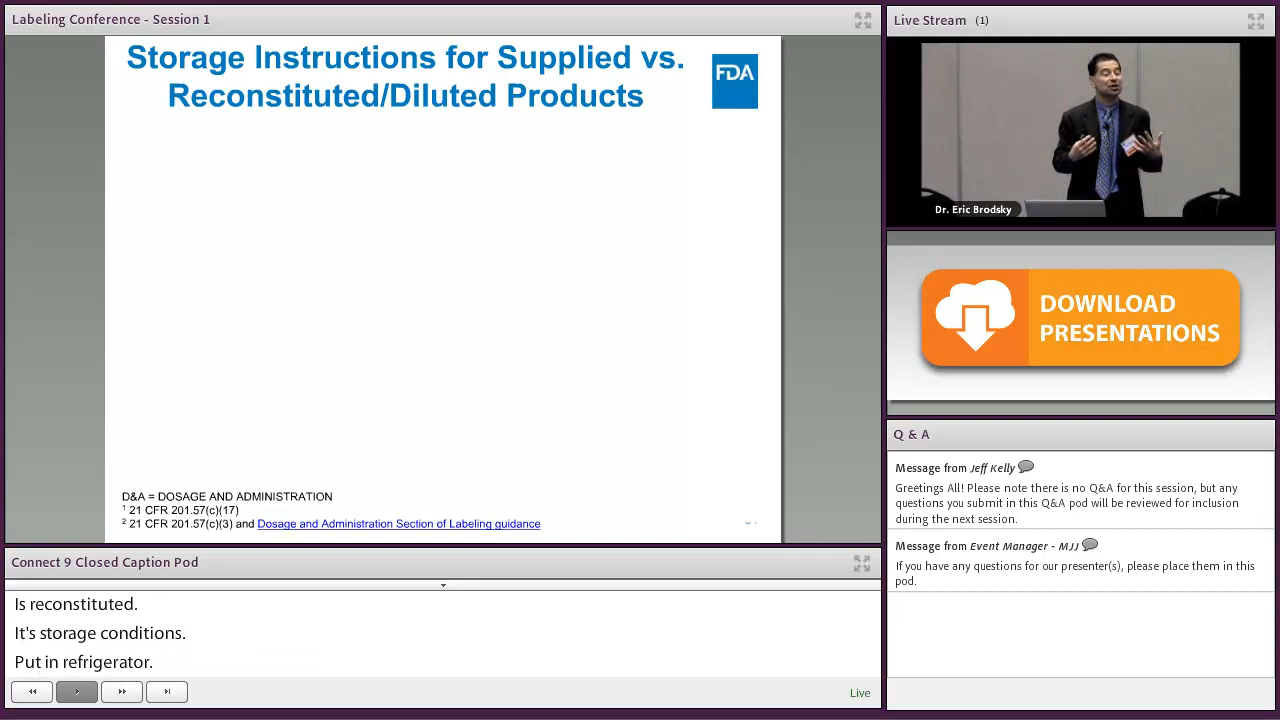 Labeling Conference - Session 1
Storage Instructions for Supplied vs.
Reconstituted/Diluted Products
FDA
D&A = DOSAGE AND ADMINISTRATION
1 21 CFR 201.57(c)(17)
2 21 CFR 201.57(c)(3) and Dosage and Administration Section of Labeling guidance
Connect 9 Closed Caption Pod
Is reconstituted.
It's storage conditions.
Put in refrigerator.
Live
Live Stream (1)
Dr. Eric Brodsky
DOWNLOAD
PRESENTATIONS
Q & A
Message from Jeff Kelly
Greetings All! Please note there is no Q&A for this session, but any
questions you submit in this Q&A pod will be reviewed for inclusion
during the next session.
Message from Event Manager - MJJ
If you have any questions for our presenter(s), please place them in this
pod.